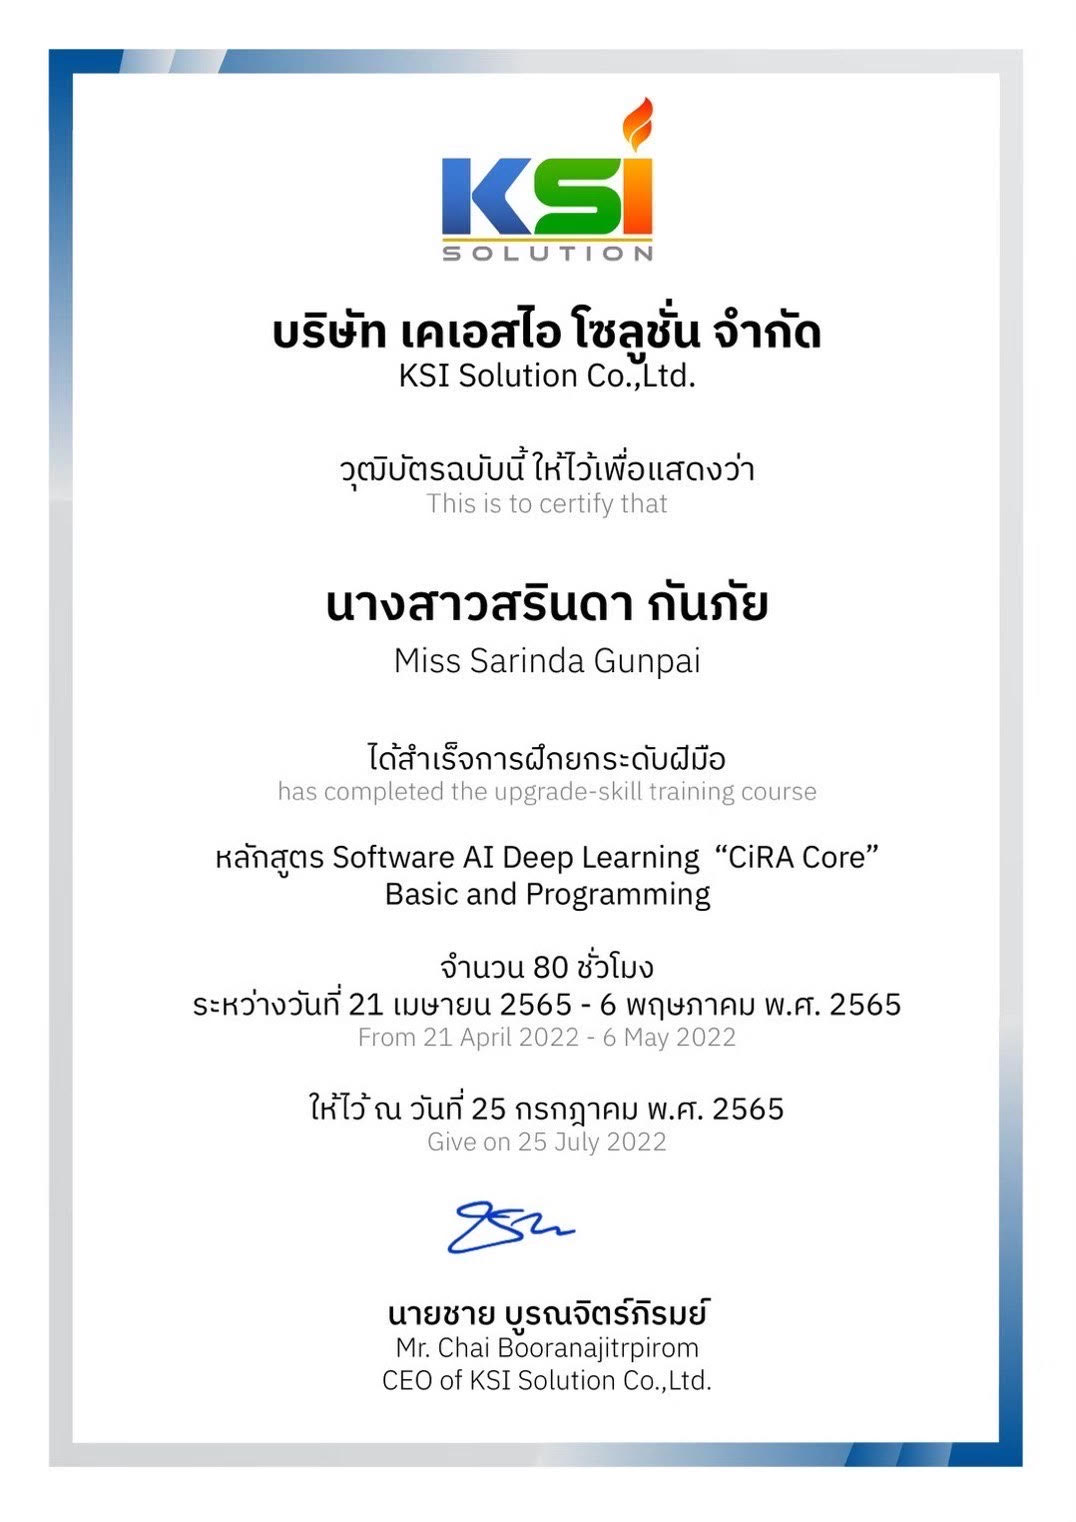 KSI
SOLUTION
บริษัท เคเอสไอ โซลูชั่น จำกัด
KSI Solution Co.,Ltd.
วุฒิบัตรฉบับนี้ ให้ไว้เพื่อแสดงว่า
This is to certify that
นางสาวสรินดา กันภัย
Miss Sarinda Gunpai
ได้สำเร็จการฝึกยกระดับฝีมือ
has completed the upgrade-skill training course
หลักสูตร Software AI Deep Learning “CiRA Core”
Basic and Programming
จำนวน 80 ชั่วโมง
ระหว่างวันที่ 21 เมษายน 2565 - 6 พฤษภาคม พ.ศ. 2565
From 21 April 2022 - 6 May 2022
ให้ไว้ ณ วันที่ 25 กรกฎาคม พ.ศ. 2565
Give on 25 July 2022
นายชาย บูรณจิตร์ภิรมย์
Mr. Chai Booranajitrpirom
CEO of KSI Solution Co.,Ltd.